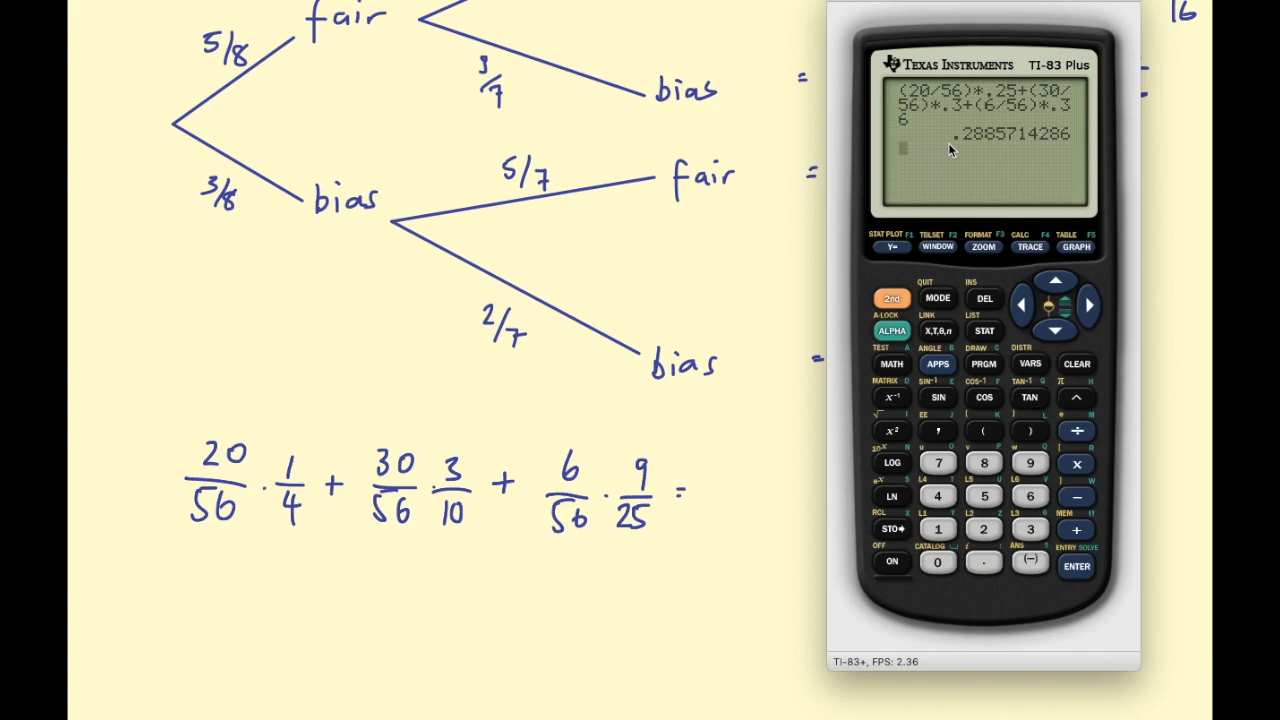 16
5/8
fair
3/7
bias
=
5/7
fair
=
3/8
bias
2/7
bias
=
20/56 · 1/4 + 30/56 · 3/10 + 6/56 · 9/25 =
TEXAS INSTRUMENTS TI-83 Plus
(20/56)*.25+(30/
56)*.3+(6/56)*.3
6
.2885714286
STAT PLOT F1 TBLSET F2 FORMAT F3 CALC F4 TABLE F5
Y= WINDOW ZOOM TRACE GRAPH
QUIT INS
2nd MODE DEL
A-LOCK LINK LIST
ALPHA X,T,θ,n STAT
TEST A ANGLE B DRAW C DISTR
MATH APPS PRGM VARS CLEAR
MATRIX D SIN⁻¹ E COS⁻¹ F TAN⁻¹ G π H
x⁻¹ SIN COS TAN ^
√ I EE J { K } L e M
x² , ( ) ÷
10ˣ N u O v P w Q [ R
LOG 7 8 9 x
eˣ S L4 T L5 U L6 V ] W
LN 4 5 6 −
RCL X L1 Y L2 Z L3 θ MEM "
STO➔ 1 2 3 +
OFF CATALOG i : ANS ? ENTRY SOLVE
ON 0 . (−) ENTER
TI-83+, FPS: 2.36